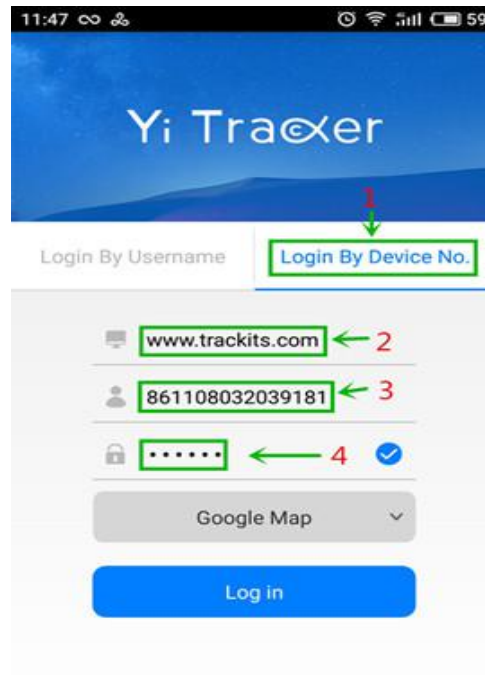 11:47 59
Yi Tracker
1
Login By Username Login By Device No.
www.trackits.com 2
861108032039181 3
•••••• 4
Google Map
Log in